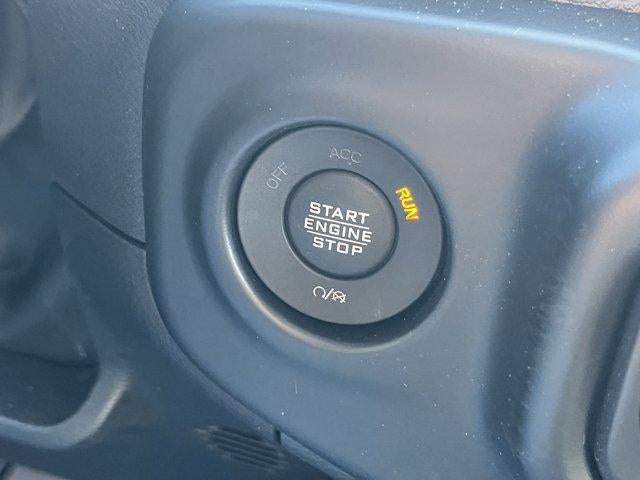 OFF
ACC
RUN
START
ENGINE
STOP